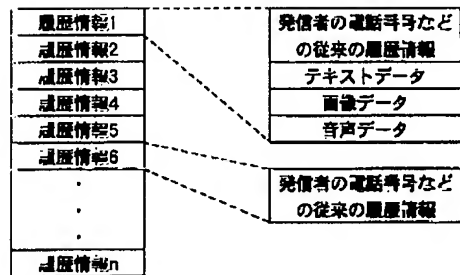 履歴情報1
履歴情報2
履歴情報3
履歴情報4
履歴情報5
履歴情報6
・
・
・
履歴情報n
発信者の電話番号など
の従来の履歴情報
テキストデータ
画像データ
音声データ
発信者の電話番号など
の従来の履歴情報